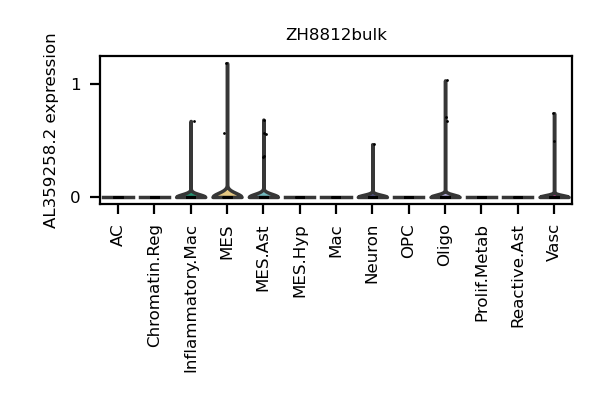 ZH8812bulk
AL359258.2 expression
1
0
AC
Chromatin.Reg
Inflammatory.Mac
MES
MES.Ast
MES.Hyp
Mac
Neuron
OPC
Oligo
Prolif.Metab
Reactive.Ast
Vasc